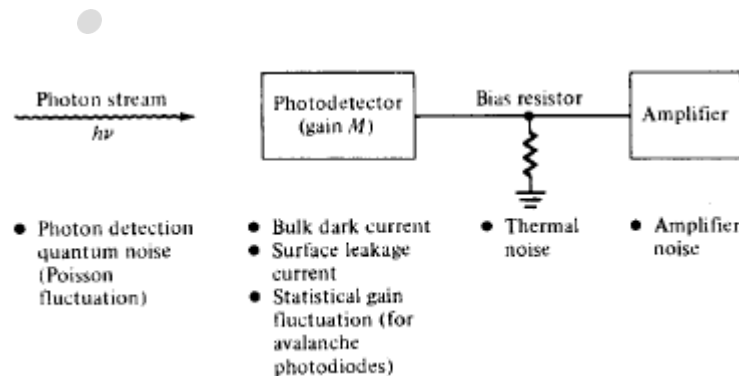 Photon stream
hν
Photodetector
(gain M)
Bias resistor
Amplifier
● Photon detection
quantum noise
(Poisson
fluctuation)
● Bulk dark current
● Surface leakage
current
● Statistical gain
fluctuation (for
avalanche
photodiodes)
● Thermal
noise
● Amplifier
noise